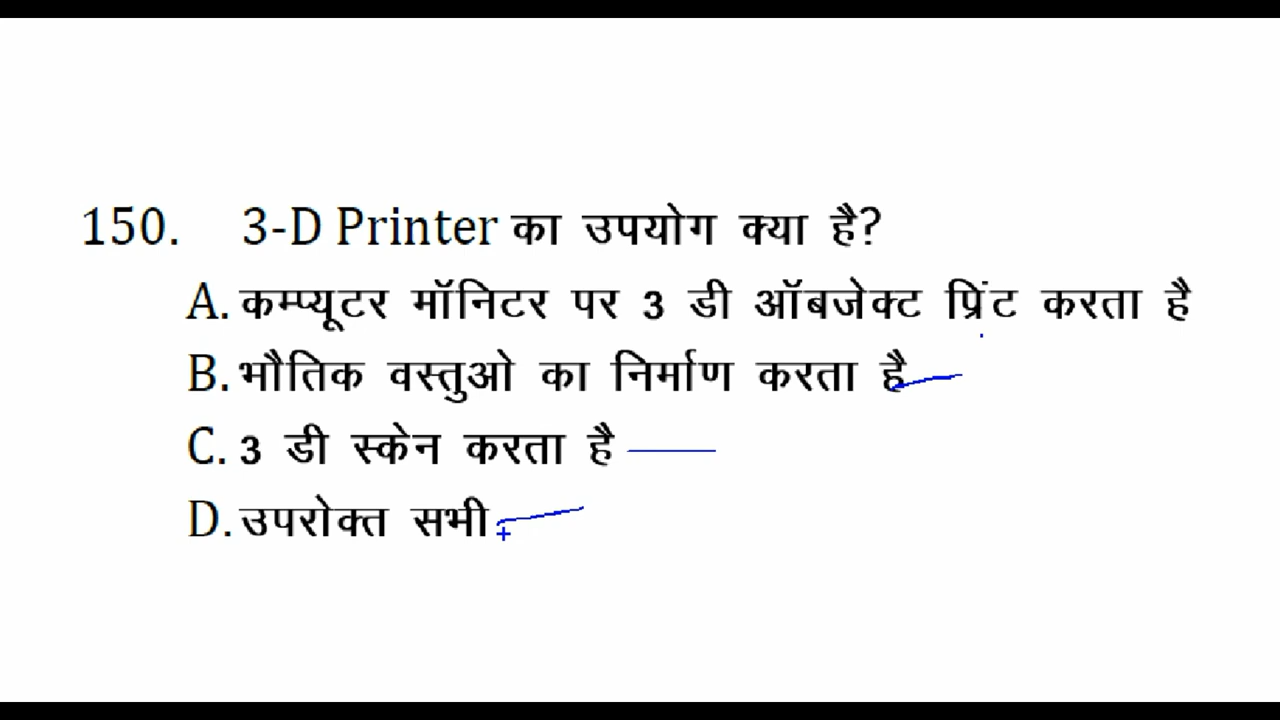 150. 3-D Printer का उपयोग क्या है?
A. कम्प्यूटर मॉनिटर पर 3 डी ऑबजेक्ट प्रिंट करता है
B. भौतिक वस्तुओ का निर्माण करता है
C. 3 डी स्केन करता है
D. उपरोक्त सभी